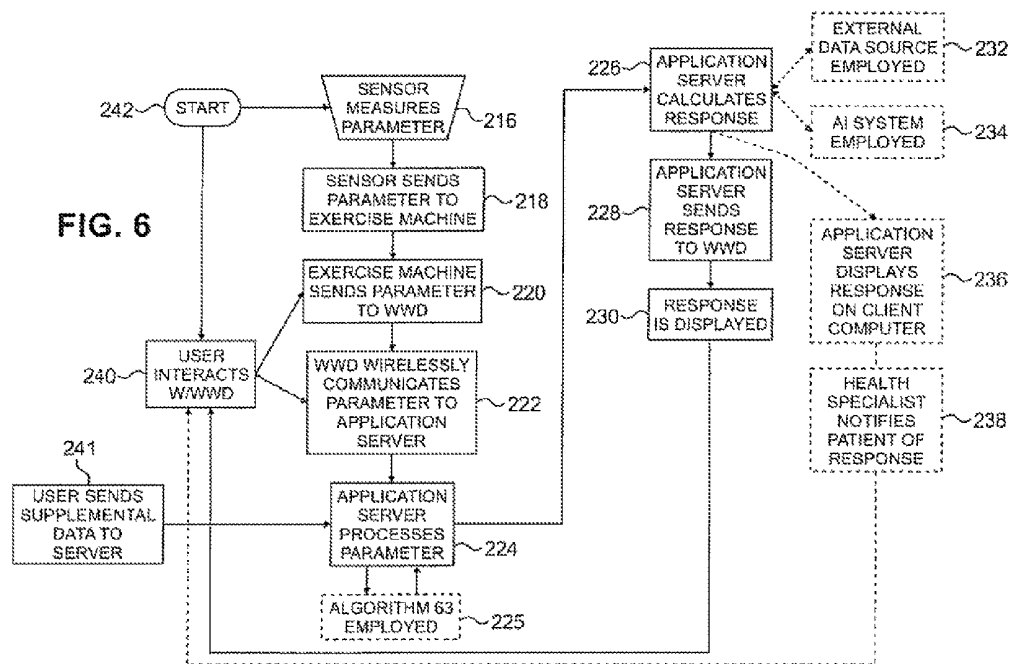 FIG. 6
242
START
SENSOR
MEASURES
PARAMETER
216
SENSOR SENDS
PARAMETER TO
EXERCISE MACHINE
218
EXERCISE MACHINE
SENDS PARAMETER
TO WWD
220
240
USER
INTERACTS
W/WWD
WWD WIRELESSLY
COMMUNICATES
PARAMETER TO
APPLICATION
SERVER
222
241
USER SENDS
SUPPLEMENTAL
DATA TO
SERVER
APPLICATION
SERVER
PROCESSES
PARAMETER
224
ALGORITHM 63
EMPLOYED
225
226
APPLICATION
SERVER
CALCULATES
RESPONSE
EXTERNAL
DATA SOURCE
EMPLOYED
232
AI SYSTEM
EMPLOYED
234
228
APPLICATION
SERVER
SENDS
RESPONSE
TO WWD
230
RESPONSE
IS DISPLAYED
APPLICATION
SERVER
DISPLAYS
RESPONSE
ON CLIENT
COMPUTER
236
HEALTH
SPECIALIST
NOTIFIES
PATIENT OF
RESPONSE
238